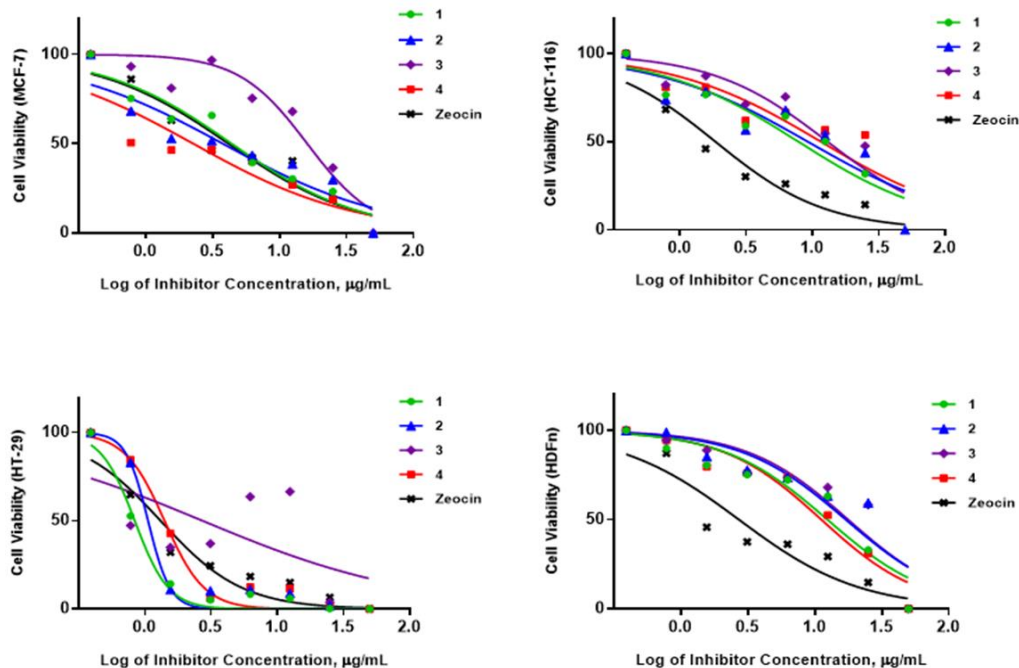 Cell Viability (MCF-7)
100
50
0
0.0 0.5 1.0 1.5 2.0
Log of Inhibitor Concentration, μg/mL
1
2
3
4
Zeocin
Cell Viability (HCT-116)
100
50
0
0.0 0.5 1.0 1.5 2.0
Log of Inhibitor Concentration, μg/mL
1
2
3
4
Zeocin
Cell Viability (HT-29)
100
50
0
0.0 0.5 1.0 1.5 2.0
Log of Inhibitor Concentration, μg/mL
1
2
3
4
Zeocin
Cell Viability (HDFn)
100
50
0
0.0 0.5 1.0 1.5 2.0
Log of Inhibitor Concentration, μg/mL
1
2
3
4
Zeocin